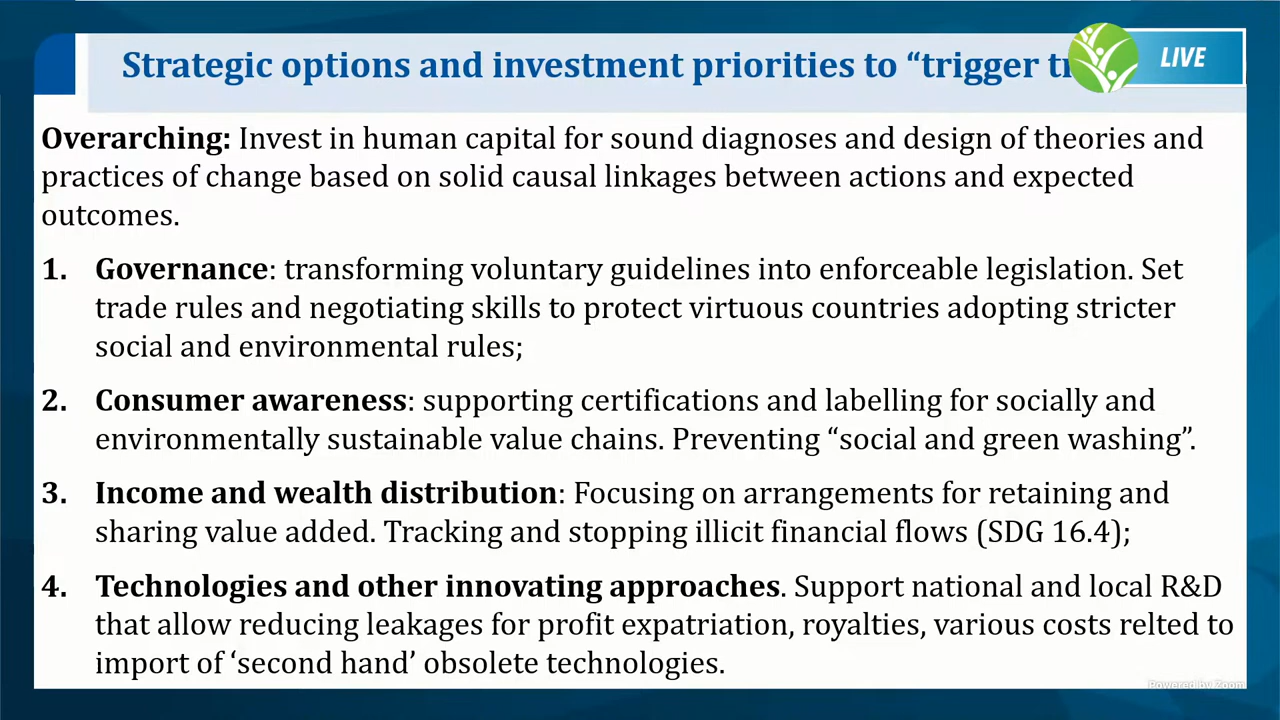 Strategic options and investment priorities to “trigger
LIVE
Overarching: Invest in human capital for sound diagnoses and design of theories and
practices of change based on solid causal linkages between actions and expected
outcomes.
1. Governance: transforming voluntary guidelines into enforceable legislation. Set
trade rules and negotiating skills to protect virtuous countries adopting stricter
social and environmental rules;
2. Consumer awareness: supporting certifications and labelling for socially and
environmentally sustainable value chains. Preventing “social and green washing”.
3. Income and wealth distribution: Focusing on arrangements for retaining and
sharing value added. Tracking and stopping illicit financial flows (SDG 16.4);
4. Technologies and other innovating approaches. Support national and local R&D
that allow reducing leakages for profit expatriation, royalties, various costs relted to
import of ‘second hand’ obsolete technologies.
Powered by Zoom